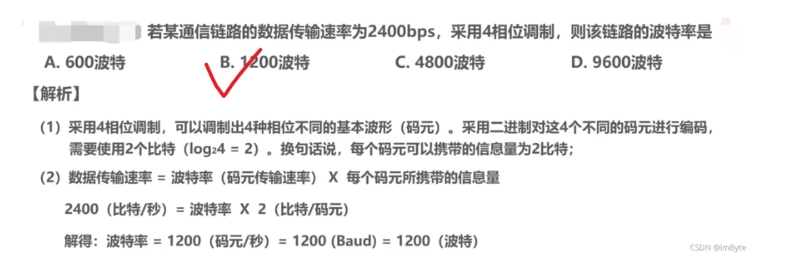 若某通信链路的数据传输速率为2400bps，采用4相位调制，则该链路的波特率是
A. 600波特 B. 1200波特 C. 4800波特 D. 9600波特
【解析】
（1）采用4相位调制，可以调制出4种相位不同的基本波形（码元）。采用二进制对这4个不同的码元进行编码，
需要使用2个比特（log₂4 = 2）。换句话说，每个码元可以携带的信息量为2比特；
（2）数据传输速率 = 波特率（码元传输速率） X 每个码元所携带的信息量
2400（比特/秒）= 波特率 X 2（比特/码元）
解得：波特率 = 1200（码元/秒）= 1200 (Baud) = 1200（波特）
CSDN @ImByte